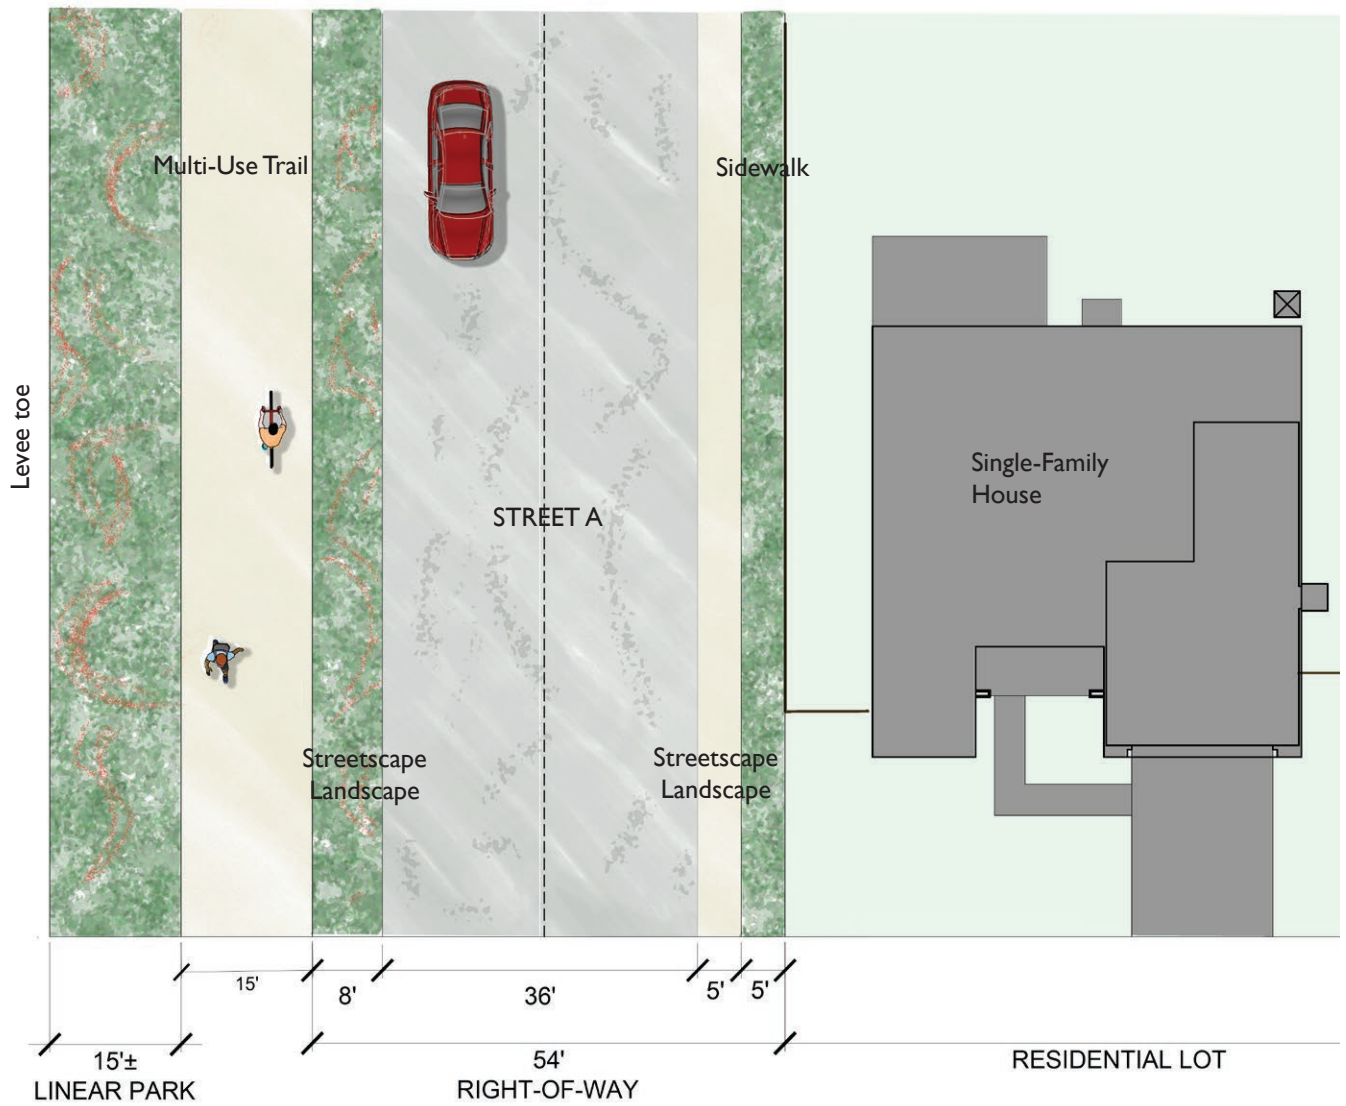 Multi-Use Trail
Sidewalk
Levee toe
Single-Family
House
STREET A
Streetscape
Landscape
Streetscape
Landscape
15'
8'
36'
5'
5'
15'±
LINEAR PARK
54'
RIGHT-OF-WAY
RESIDENTIAL LOT